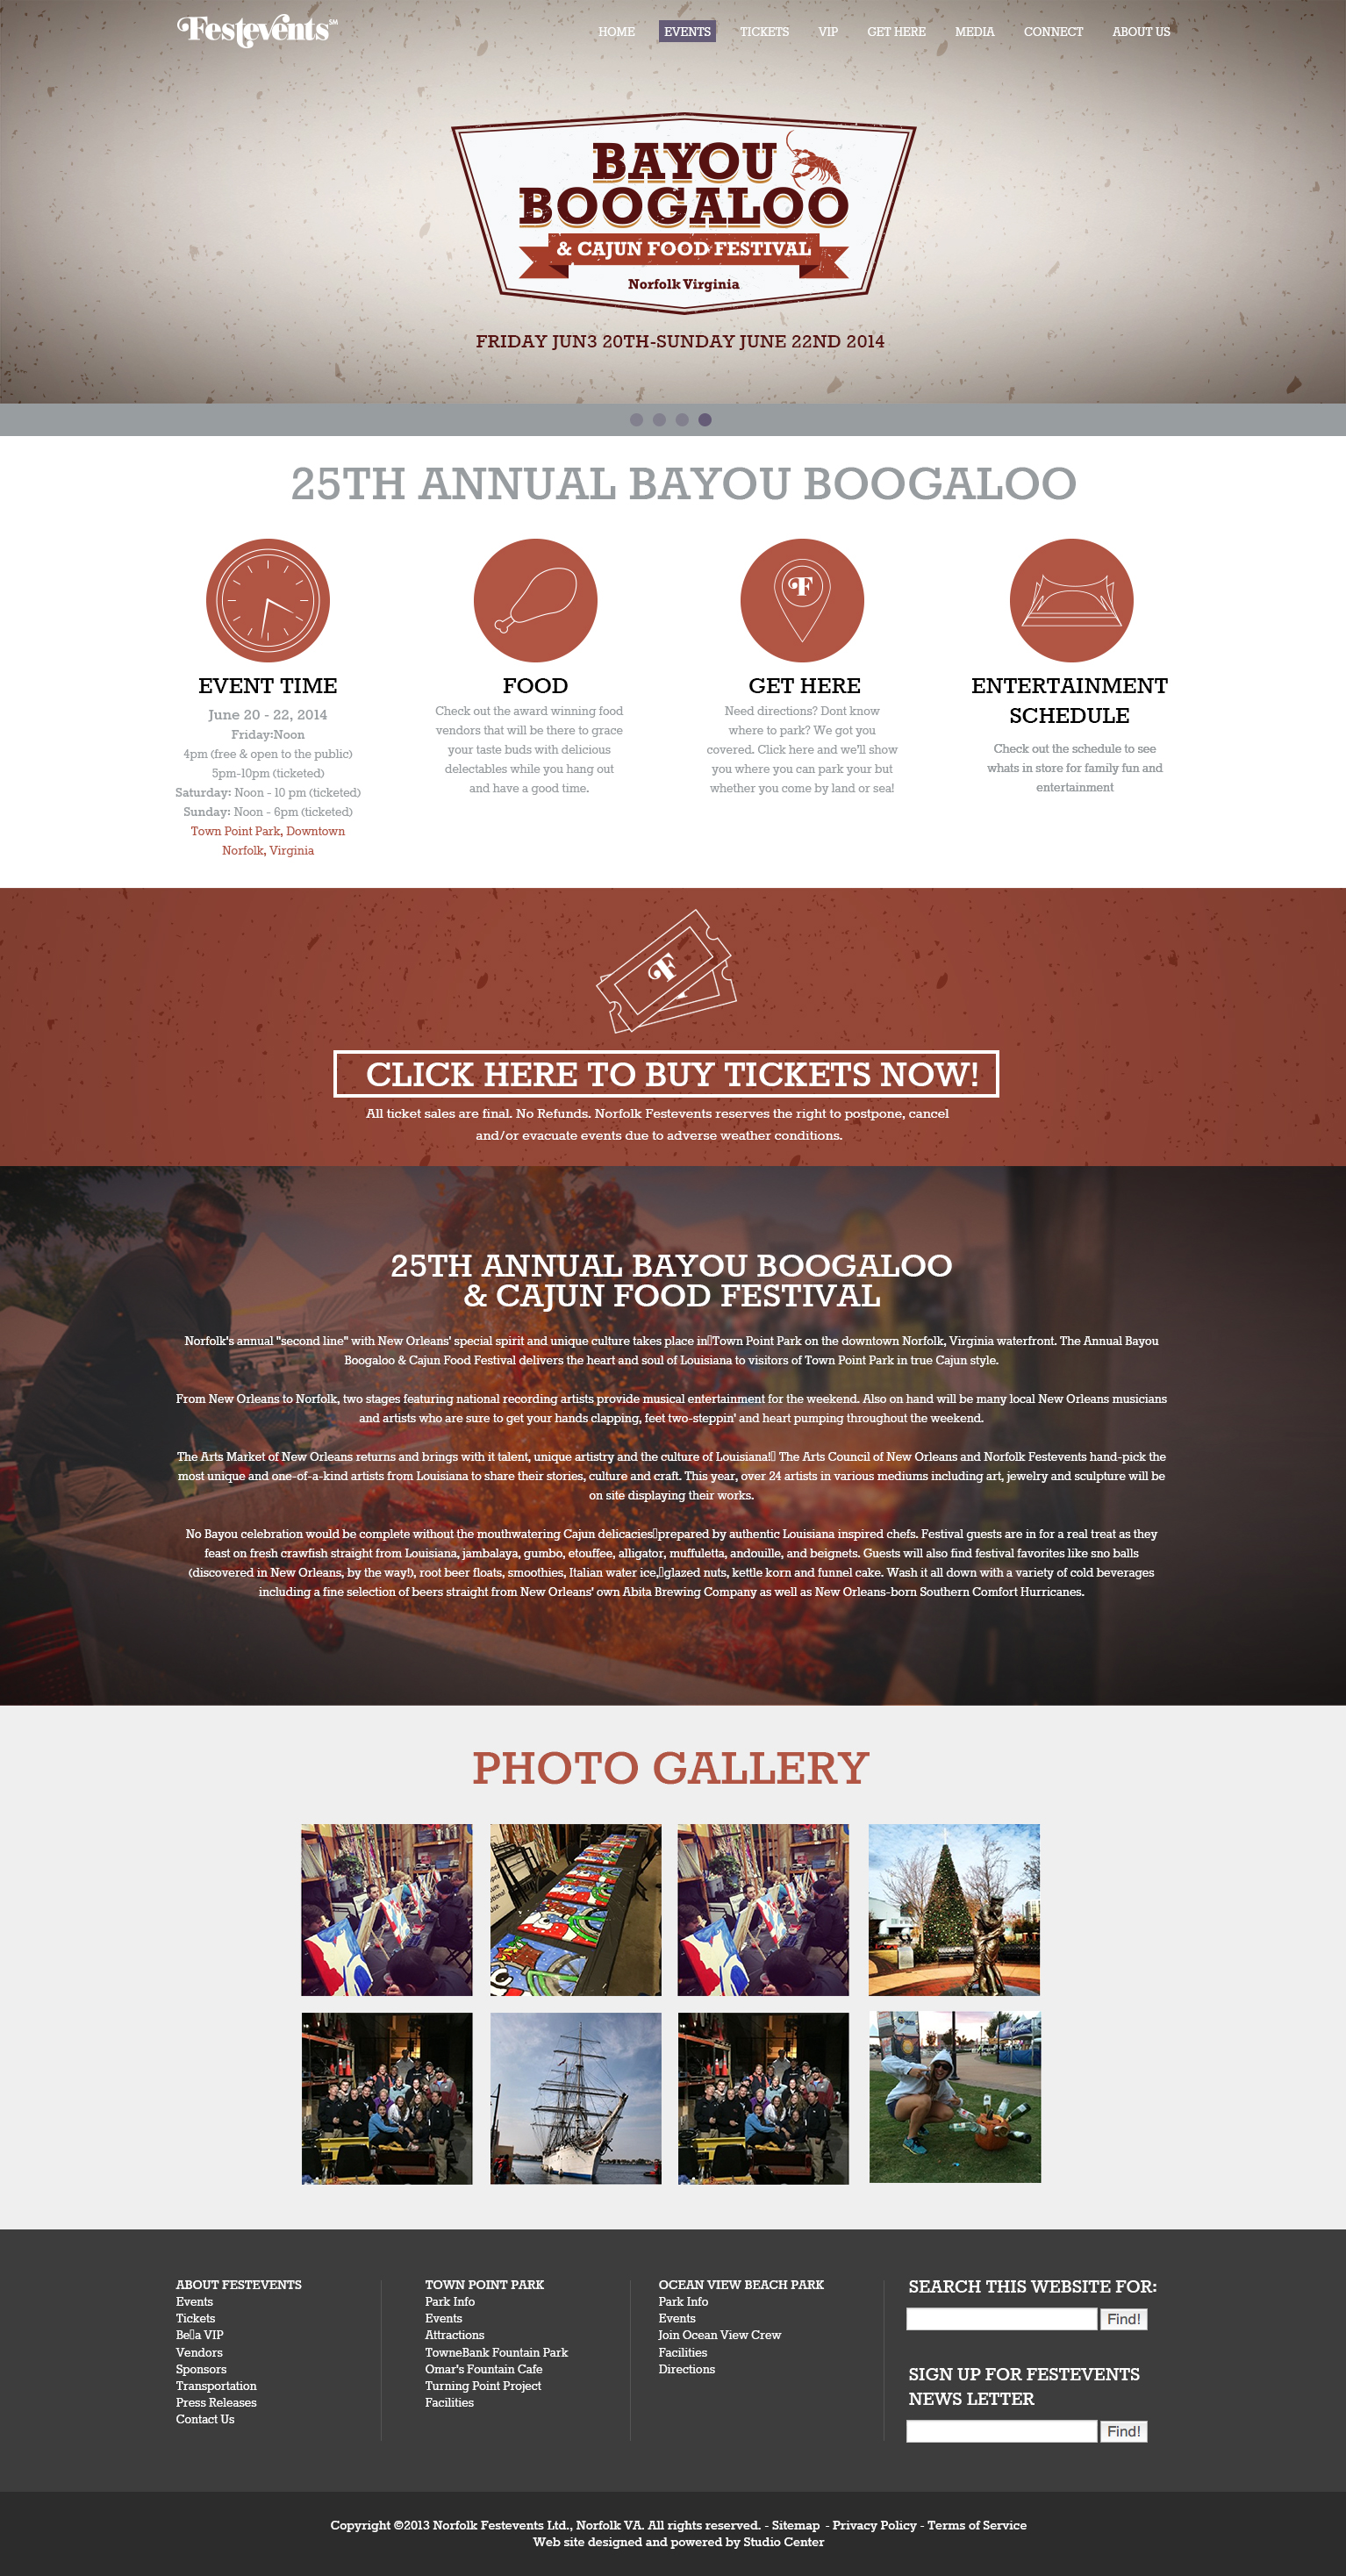 Festevents SM
HOME EVENTS TICKETS VIP GET HERE MEDIA CONNECT ABOUT US
BAYOU
BOOGALOO
& CAJUN FOOD FESTIVAL
Norfolk Virginia
FRIDAY JUN3 20TH-SUNDAY JUNE 22ND 2014
25TH ANNUAL BAYOU BOOGALOO
EVENT TIME
June 20 - 22, 2014
Friday:Noon
4pm (free & open to the public)
5pm-10pm (ticketed)
Saturday: Noon - 10 pm (ticketed)
Sunday: Noon - 6pm (ticketed)
Town Point Park, Downtown
Norfolk, Virginia
FOOD
Check out the award winning food
vendors that will be there to grace
your taste buds with delicious
delectables while you hang out
and have a good time.
F
GET HERE
Need directions? Dont know
where to park? We got you
covered. Click here and we'll show
you where you can park your but
whether you come by land or sea!
ENTERTAINMENT
SCHEDULE
Check out the schedule to see
whats in store for family fun and
entertainment
F
CLICK HERE TO BUY TICKETS NOW!
All ticket sales are final. No Refunds. Norfolk Festevents reserves the right to postpone, cancel
and/or evacuate events due to adverse weather conditions.
25TH ANNUAL BAYOU BOOGALOO
& CAJUN FOOD FESTIVAL
Norfolk's annual "second line" with New Orleans' special spirit and unique culture takes place in▯Town Point Park on the downtown Norfolk, Virginia waterfront. The Annual Bayou
Boogaloo & Cajun Food Festival delivers the heart and soul of Louisiana to visitors of Town Point Park in true Cajun style.
From New Orleans to Norfolk, two stages featuring national recording artists provide musical entertainment for the weekend. Also on hand will be many local New Orleans musicians
and artists who are sure to get your hands clapping, feet two-steppin' and heart pumping throughout the weekend.
The Arts Market of New Orleans returns and brings with it talent, unique artistry and the culture of Louisiana!▯ The Arts Council of New Orleans and Norfolk Festevents hand-pick the
most unique and one-of-a-kind artists from Louisiana to share their stories, culture and craft. This year, over 24 artists in various mediums including art, jewelry and sculpture will be
on site displaying their works.
No Bayou celebration would be complete without the mouthwatering Cajun delicacies▯prepared by authentic Louisiana inspired chefs. Festival guests are in for a real treat as they
feast on fresh crawfish straight from Louisiana, jambalaya, gumbo, etouffee, alligator, muffuletta, andouille, and beignets. Guests will also find festival favorites like sno balls
(discovered in New Orleans, by the way!), root beer floats, smoothies, Italian water ice,▯glazed nuts, kettle korn and funnel cake. Wash it all down with a variety of cold beverages
including a fine selection of beers straight from New Orleans' own Abita Brewing Company as well as New Orleans-born Southern Comfort Hurricanes.
PHOTO GALLERY
ABOUT FESTEVENTS
Events
Tickets
Be▯a VIP
Vendors
Sponsors
Transportation
Press Releases
Contact Us
TOWN POINT PARK
Park Info
Events
Attractions
TowneBank Fountain Park
Omar's Fountain Cafe
Turning Point Project
Facilities
OCEAN VIEW BEACH PARK
Park Info
Events
Join Ocean View Crew
Facilities
Directions
SEARCH THIS WEBSITE FOR:
Find!
SIGN UP FOR FESTEVENTS
NEWS LETTER
Find!
Copyright ©2013 Norfolk Festevents Ltd., Norfolk VA. All rights reserved. - Sitemap - Privacy Policy - Terms of Service
Web site designed and powered by Studio Center